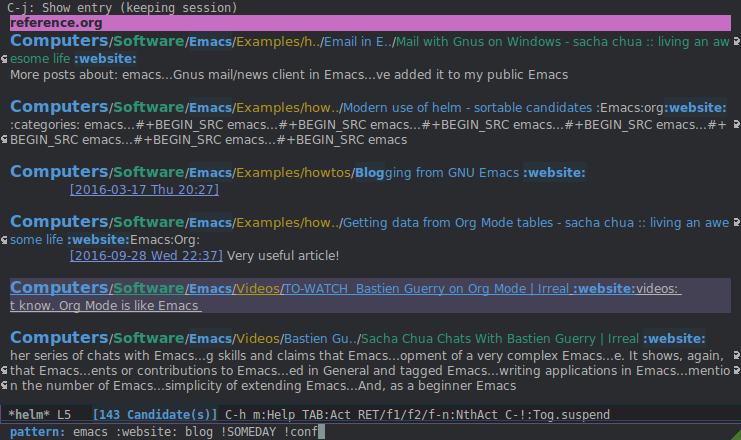 C-j: Show entry (keeping session)
reference.org
Computers/Software/Emacs/Examples/h../Email in E../Mail with Gnus on Windows - sacha chua :: living an aw
esome life :website:
More posts about: emacs...Gnus mail/news client in Emacs...ve added it to my public Emacs
Computers/Software/Emacs/Examples/how../Modern use of helm - sortable candidates :Emacs:org:website:
:categories: emacs...#+BEGIN_SRC emacs...#+BEGIN_SRC emacs...#+BEGIN_SRC emacs...#+BEGIN_SRC emacs...#+
BEGIN_SRC emacs...#+BEGIN_SRC emacs...#+BEGIN_SRC emacs
Computers/Software/Emacs/Examples/howtos/Blogging from GNU Emacs :website:
[2016-03-17 Thu 20:27]
Computers/Software/Emacs/Examples/how../Getting data from Org Mode tables - sacha chua :: living an awe
some life :website:Emacs:Org:
[2016-09-28 Wed 22:37] Very useful article!
Computers/Software/Emacs/Videos/TO-WATCH Bastien Guerry on Org Mode | Irreal :website:videos:
t know. Org Mode is like Emacs
Computers/Software/Emacs/Videos/Bastien Gu../Sacha Chua Chats With Bastien Guerry | Irreal :website:
her series of chats with Emacs...g skills and claims that Emacs...opment of a very complex Emacs...e. It shows, again,
that Emacs...ents or contributions to Emacs...ed in General and tagged Emacs...writing applications in Emacs...mentio
n the number of Emacs...simplicity of extending Emacs...And, as a beginner Emacs
*helm* L5 [143 Candidate(s)] C-h m:Help TAB:Act RET/f1/f2/f-n:NthAct C-!:Tog.suspend
pattern: emacs :website: blog !SOMEDAY !conf